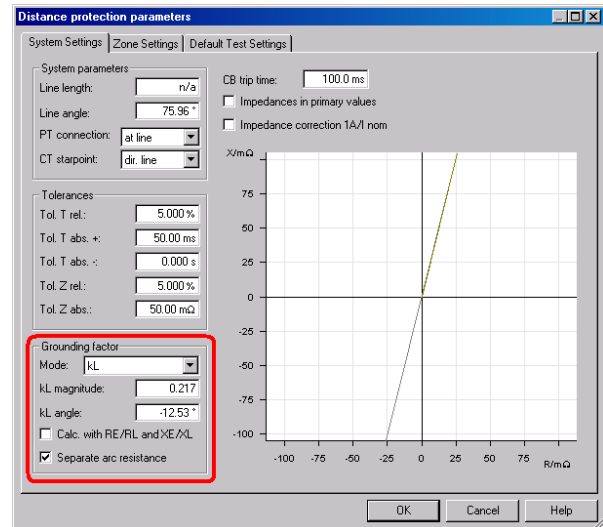 Distance protection parameters
System Settings Zone Settings Default Test Settings
System parameters
Line length: n/a
Line angle: 75.96 °
PT connection: at line
CT starpoint: dir. line
CB trip time: 100.0 ms
Impedances in primary values
Impedance correction 1A/I nom
Tolerances
Tol. T rel.: 5.000 %
Tol. T abs. +: 50.00 ms
Tol. T abs. -: 0.000 s
Tol. Z rel.: 5.000 %
Tol. Z abs.: 50.00 mΩ
Grounding factor
Mode: kL
kL magnitude: 0.217
kL angle: -12.53 °
Calc. with RE/RL and XE/XL
Separate arc resistance
X/mΩ
75
50
25
0
-25
-50
-75
-100
-100 -75 -50 -25 0 25 50 75 R/mΩ
OK Cancel Help